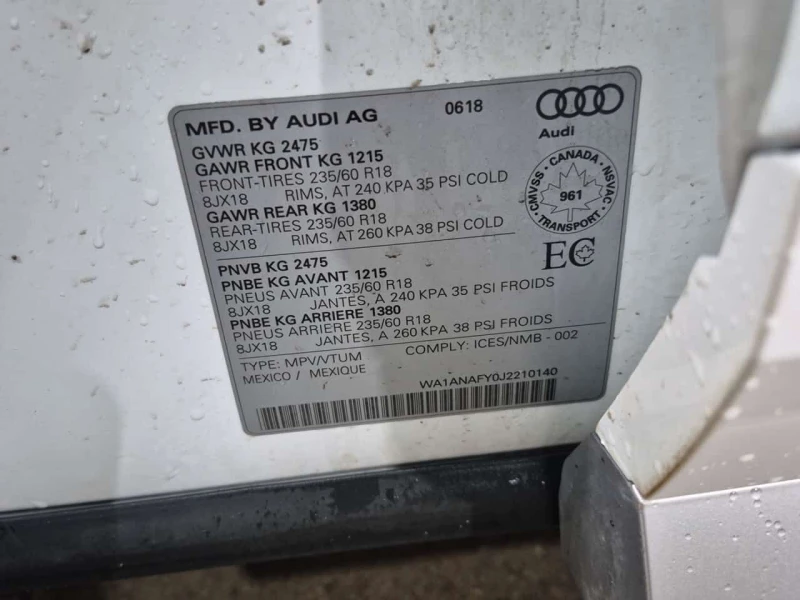 MFD. BY AUDI AG 0618
Audi
GVWR KG 2475
GAWR FRONT KG 1215
FRONT-TIRES 235/60 R18
8JX18 RIMS, AT 240 KPA 35 PSI COLD
GAWR REAR KG 1380
REAR-TIRES 235/60 R18
8JX18 RIMS, AT 260 KPA 38 PSI COLD
CANADA
CMVSS 961 NSVAC
TRANSPORT
EC
PNVB KG 2475
PNBE KG AVANT 1215
PNEUS AVANT 235/60 R18
8JX18 JANTES, A 240 KPA 35 PSI FROIDS
PNBE KG ARRIERE 1380
PNEUS ARRIERE 235/60 R18
8JX18 JANTES, A 260 KPA 38 PSI FROIDS
TYPE: MPV/VTUM COMPLY: ICES/NMB - 002
MEXICO / MEXIQUE
WA1ANAFY0J2210140